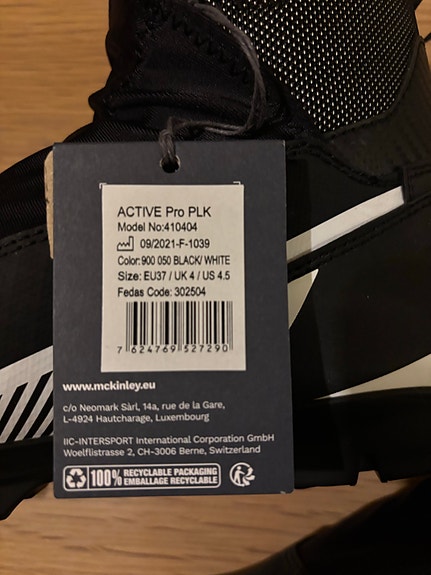 ACTIVE Pro PLK
Model No:410404
09/2021-F-1039
Color:900 050 BLACK/ WHITE
Size: EU37 / UK 4 / US 4.5
Fedas Code: 302504
7 624769 527290
www.mckinley.eu
c/o Neomark Sàrl, 14a, rue de la Gare,
L-4924 Hautcharage, Luxembourg
IIC-INTERSPORT International Corporation GmbH
Woelflistrasse 2, CH-3006 Berne, Switzerland
100% RECYCLABLE PACKAGING
EMBALLAGE RECYCLABLE